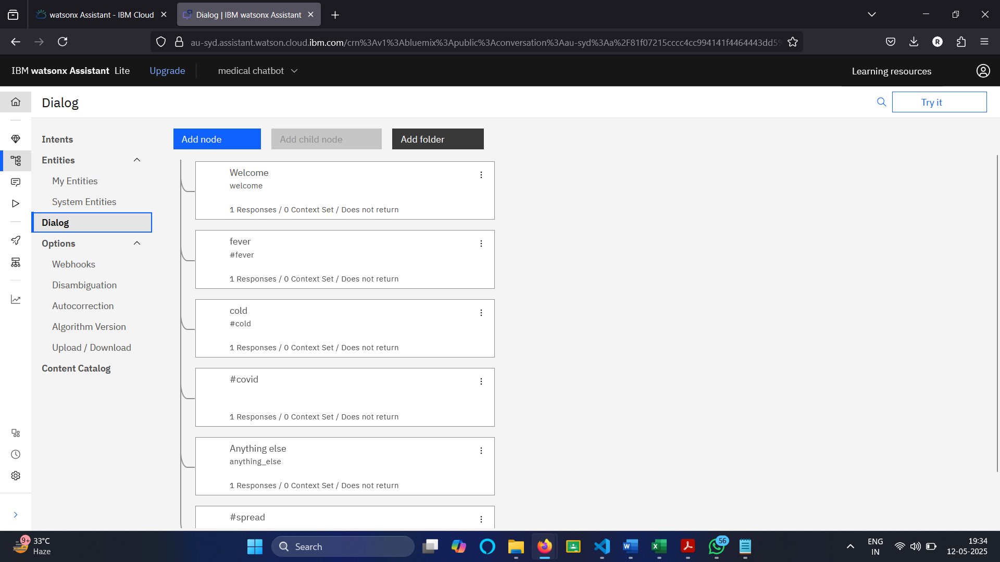 watsonx Assistant - IBM Cloud
Dialog | IBM watsonx Assistant
au-syd.assistant.watson.cloud.ibm.com/crn%3Av1%3Abluemix%3Apublic%3Aconversation%3Aau-syd%3Aa%2F81f07215cccc4cc994141f4464443dd5%
R
IBM watsonx Assistant Lite
Upgrade
medical chatbot
Learning resources
Dialog
Try it
Intents
Entities
My Entities
System Entities
Dialog
Options
Webhooks
Disambiguation
Autocorrection
Algorithm Version
Upload / Download
Content Catalog
Add node
Add child node
Add folder
Welcome
welcome
1 Responses / 0 Context Set / Does not return
fever
#fever
1 Responses / 0 Context Set / Does not return
cold
#cold
1 Responses / 0 Context Set / Does not return
#covid
1 Responses / 0 Context Set / Does not return
Anything else
anything_else
1 Responses / 0 Context Set / Does not return
#spread
9+
33°C
Haze
Search
56
ENG
IN
19:34
12-05-2025